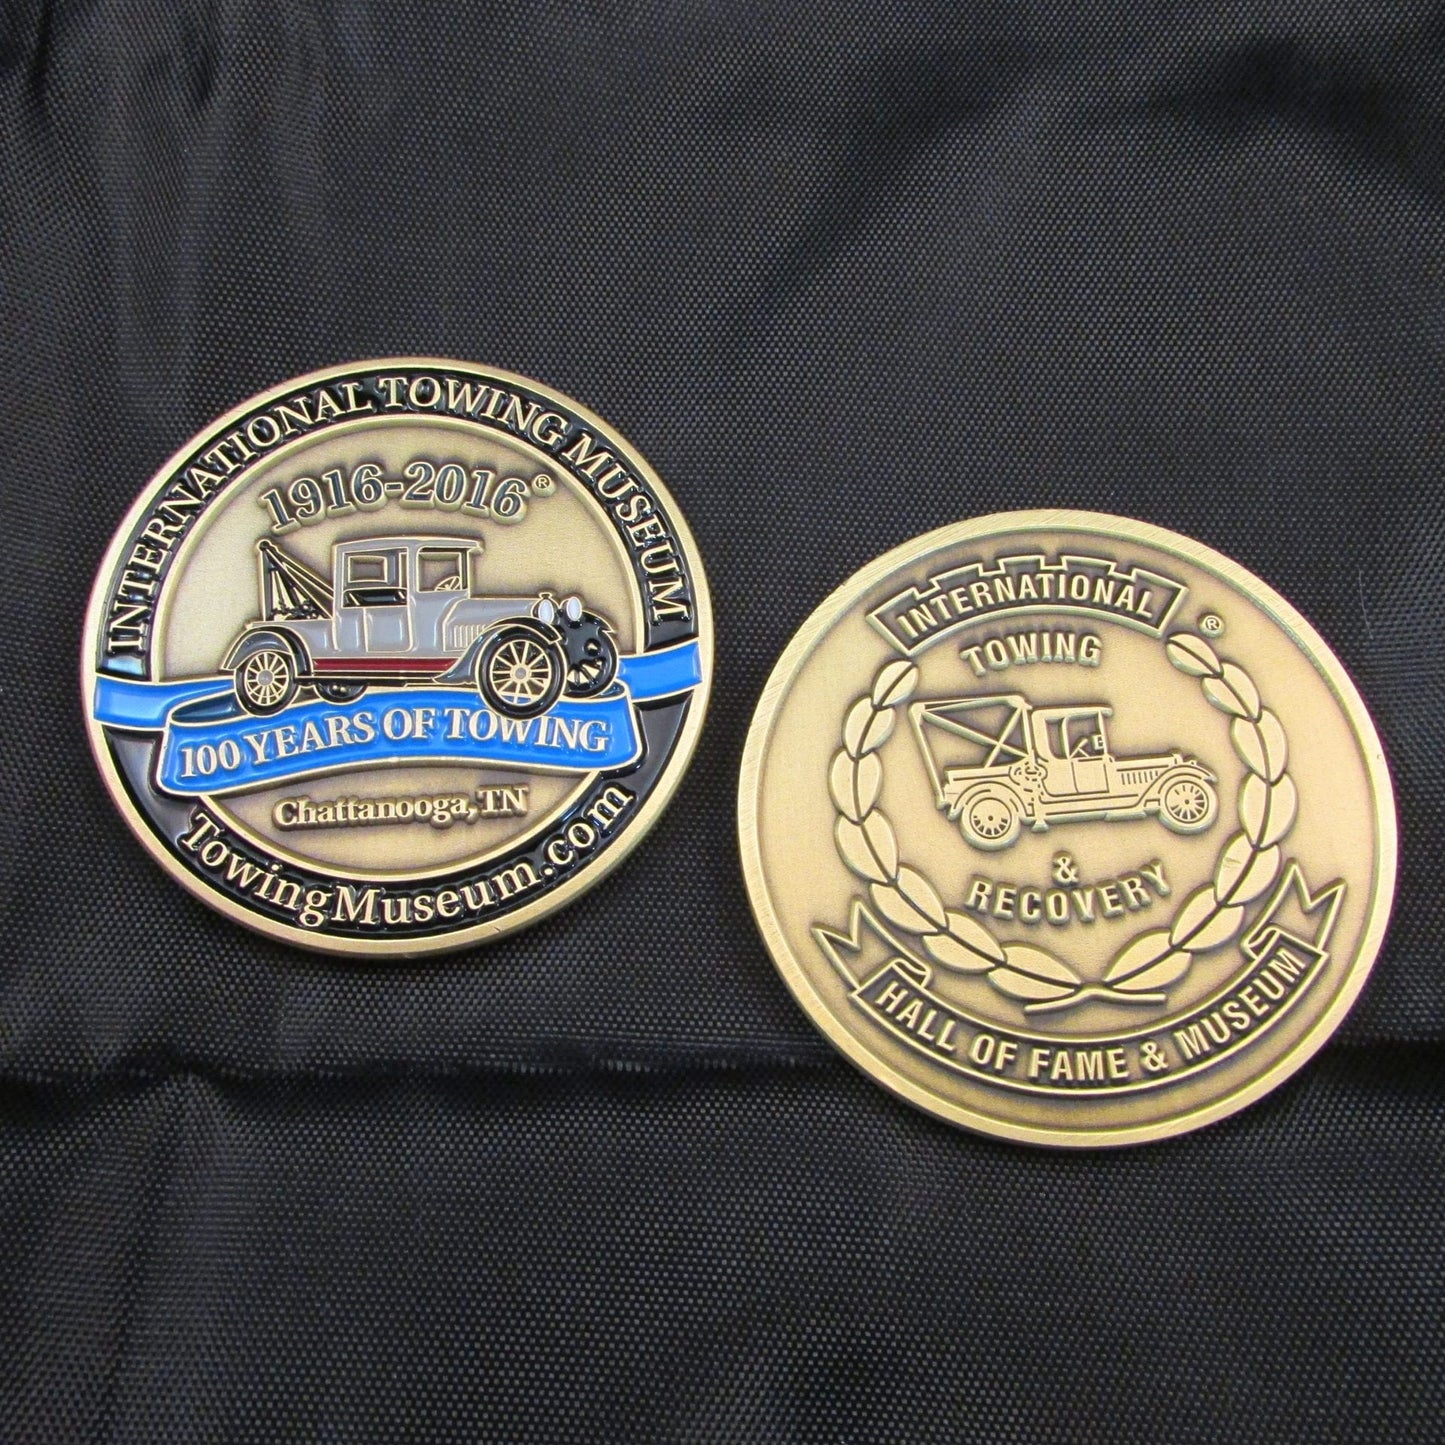 INTERNATIONAL TOWING MUSEUM
1916-2016®
100 YEARS OF TOWING
Chattanooga, TN
TowingMuseum.com
INTERNATIONAL ®
TOWING
&
RECOVERY
HALL OF FAME & MUSEUM